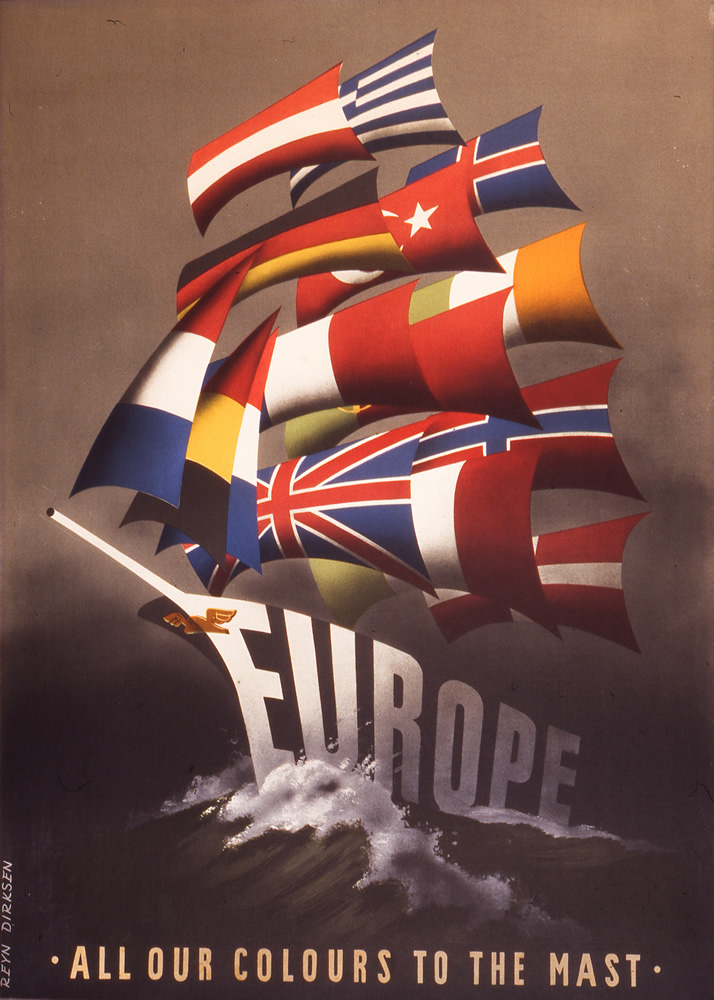 EUROPE
REYN DIRKSEN
· ALL OUR COLOURS TO THE MAST ·